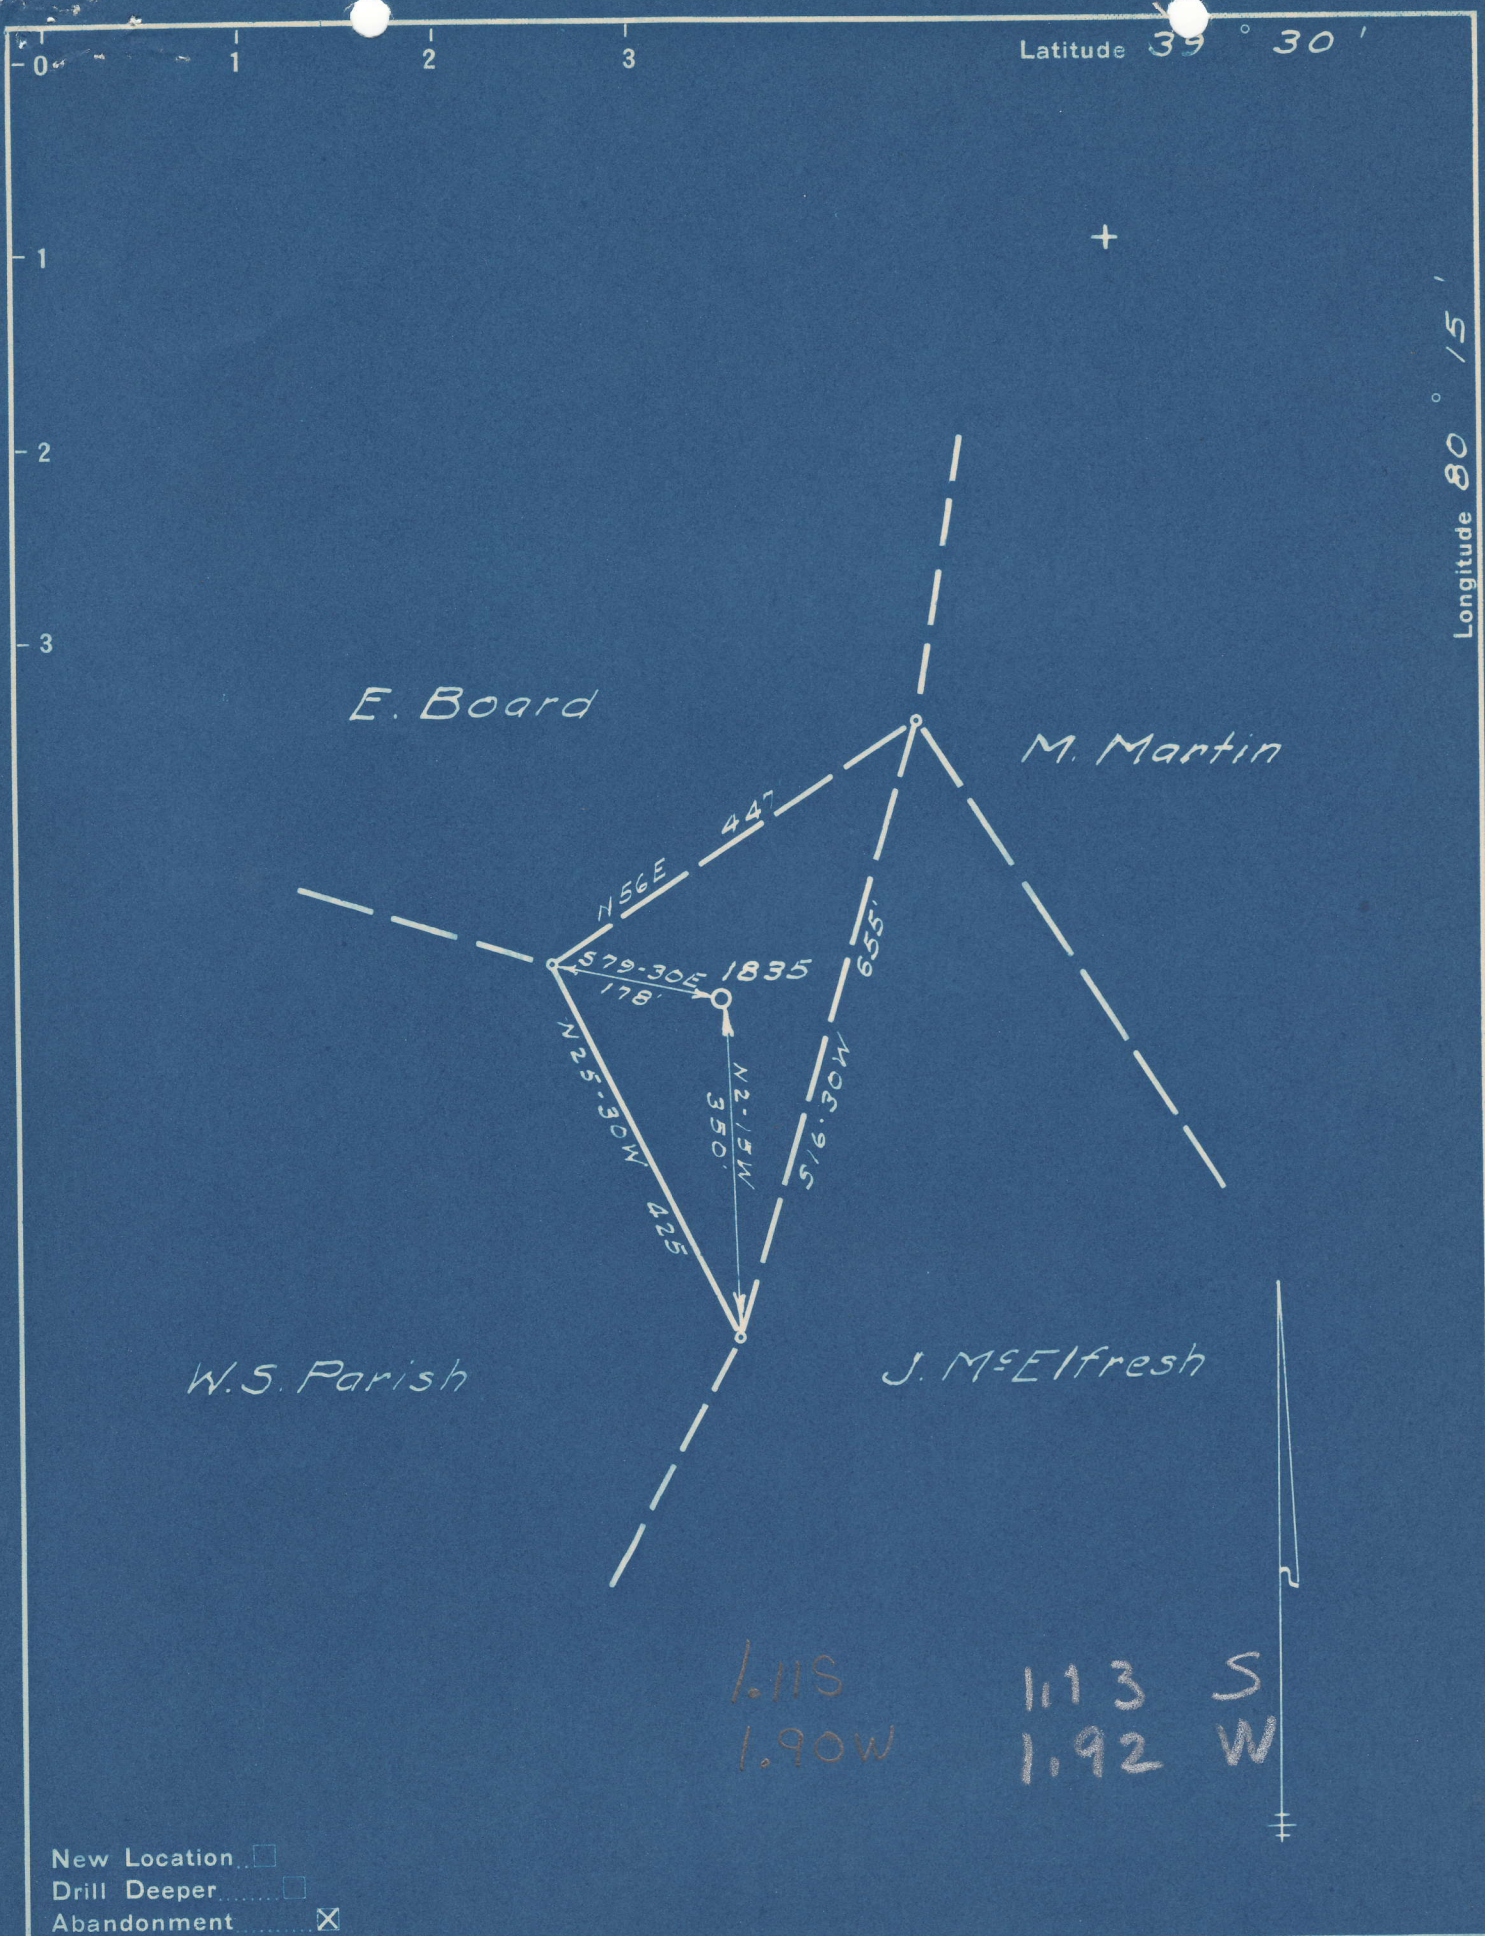 0 1 2 3
Latitude 39° 30'
1
2
3
Longitude 80° 15'
E. Board
M. Martin
N56E 447
S79-30E
178'
1835
S16-30W 655'
N25-30W 425
N2-15W
350'
W.S. Parish
J. McElfresh
1.11S
1.90W
1.13 S
1.92 W
New Location
Drill Deeper
Abandonment